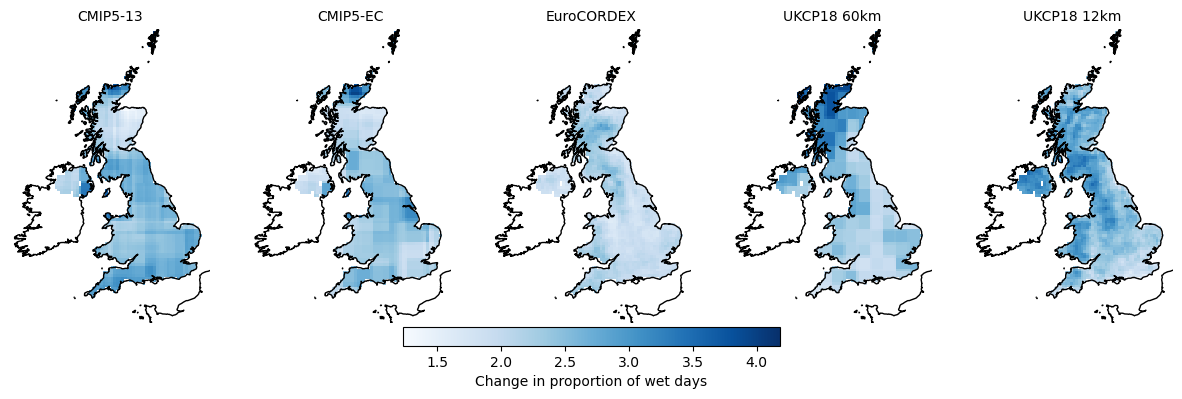 CMIP5-13 CMIP5-EC EuroCORDEX UKCP18 60km UKCP18 12km
1.5 2.0 2.5 3.0 3.5 4.0
Change in proportion of wet days